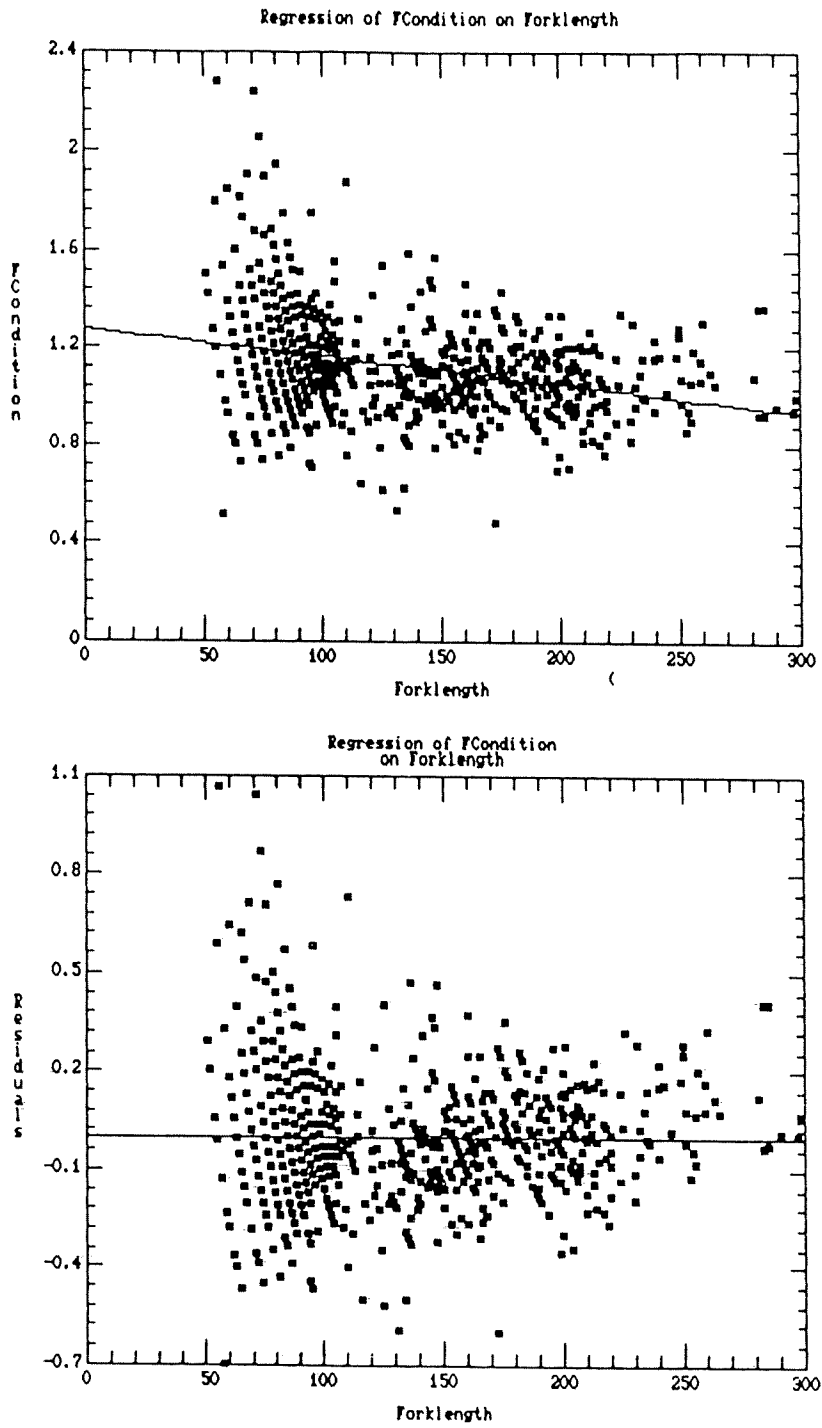 Regression of FCondition on Forklength
2.4
2
1.6
1.2
0.8
0.4
0
FCondition
0 50 100 150 200 250 300
Forklength
(
Regression of FCondition
on Forklength
1.1
0.8
0.5
0.2
-0.1
-0.4
-0.7
Residuals
0 50 100 150 200 250 300
Forklength